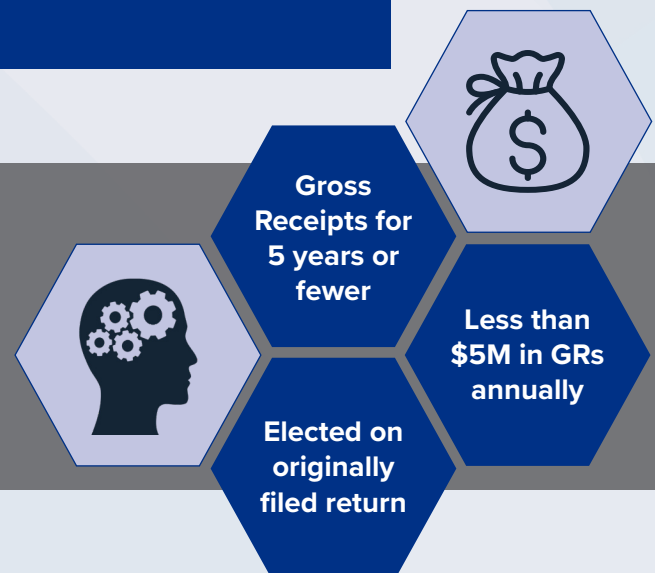 $
Gross
Receipts for
5 years or
fewer
Less than
$5M in GRs
annually
Elected on
originally
filed return